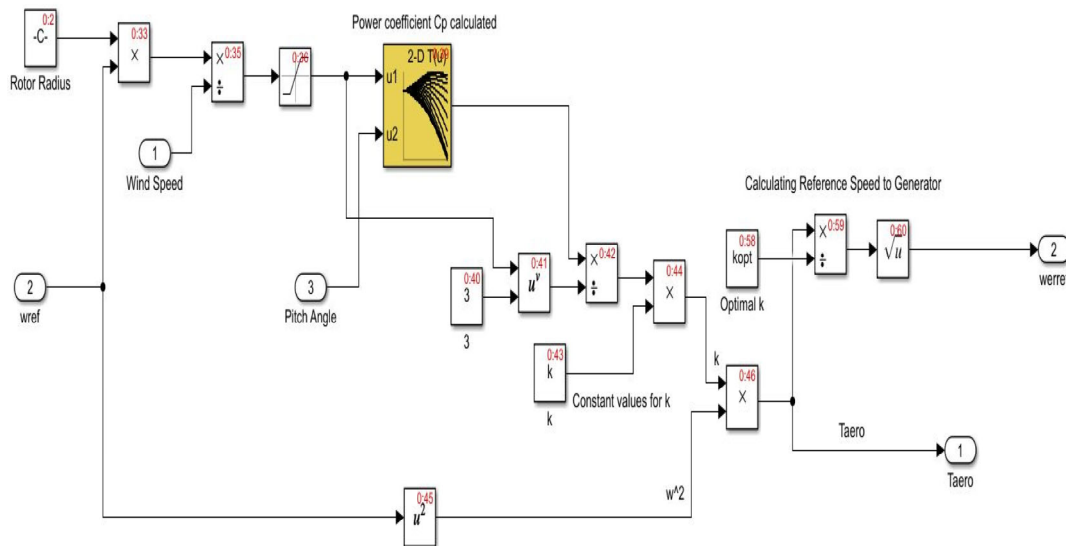 Power coefficient Cp calculated
0:2
-C-
Rotor Radius
0:33
×
0:35
×
÷
0:36
2-D T(u)
u1
u2
1
Wind Speed
Calculating Reference Speed to Generator
0:58
kopt
Optimal k
0:59
×
÷
0:60
√u
2
werref
2
wref
3
Pitch Angle
0:40
3
3
0:41
u^v
0:42
×
÷
0:44
×
0:43
k
k
Constant values for k
k
0:46
×
Taero
1
Taero
w^2
0:45
u²